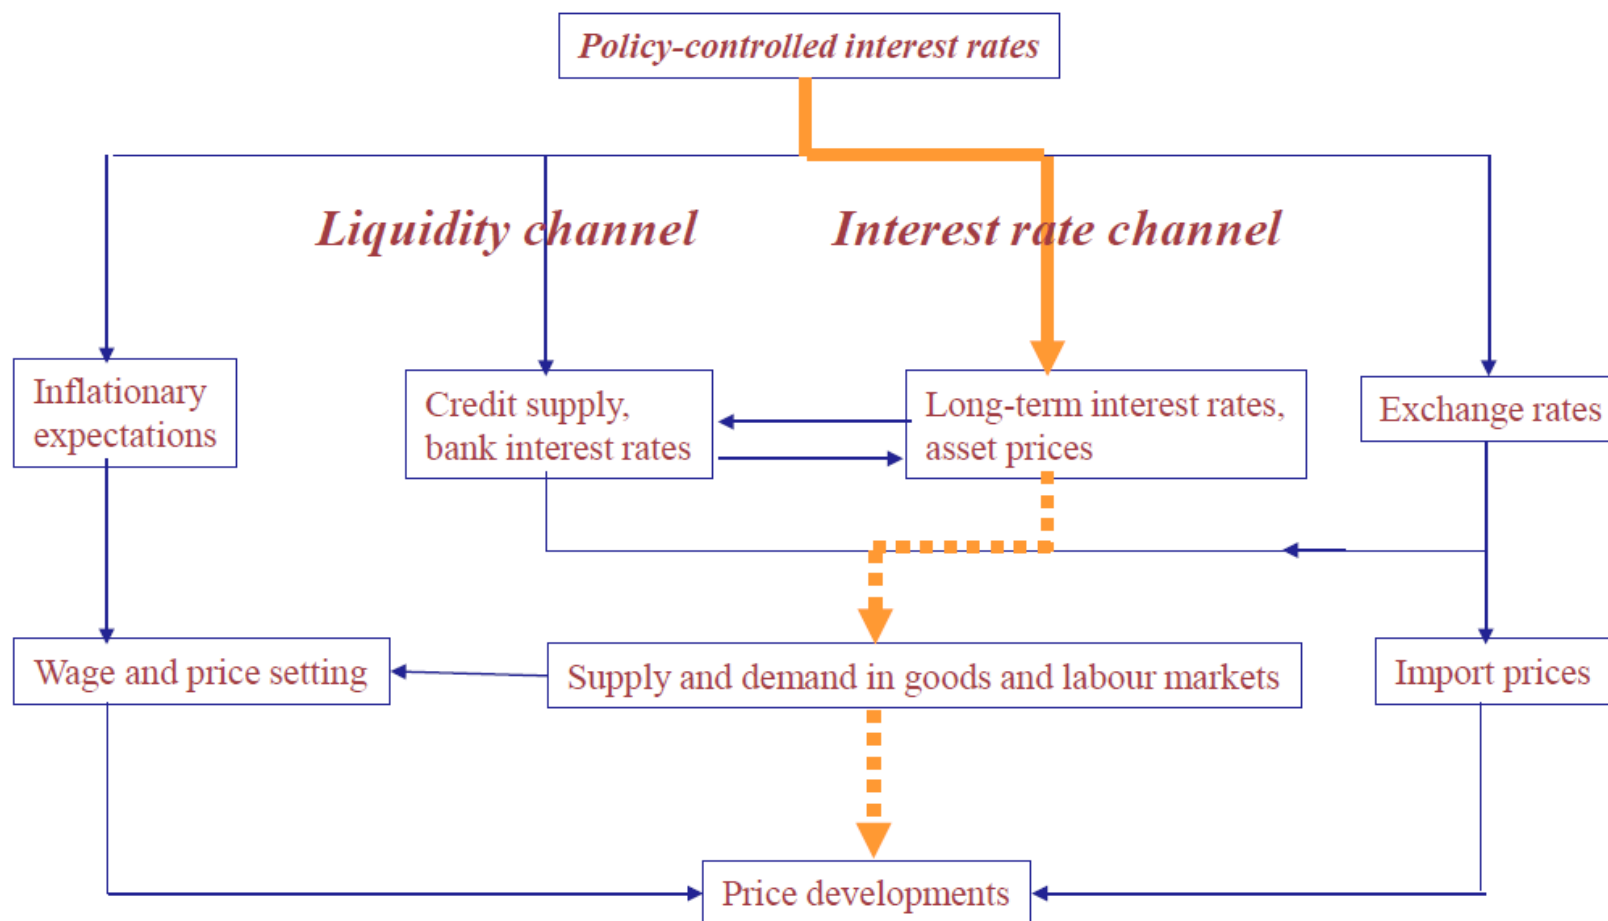 Policy-controlled interest rates
Liquidity channel
Interest rate channel
Inflationary
expectations
Credit supply,
bank interest rates
Long-term interest rates,
asset prices
Exchange rates
Wage and price setting
Supply and demand in goods and labour markets
Import prices
Price developments